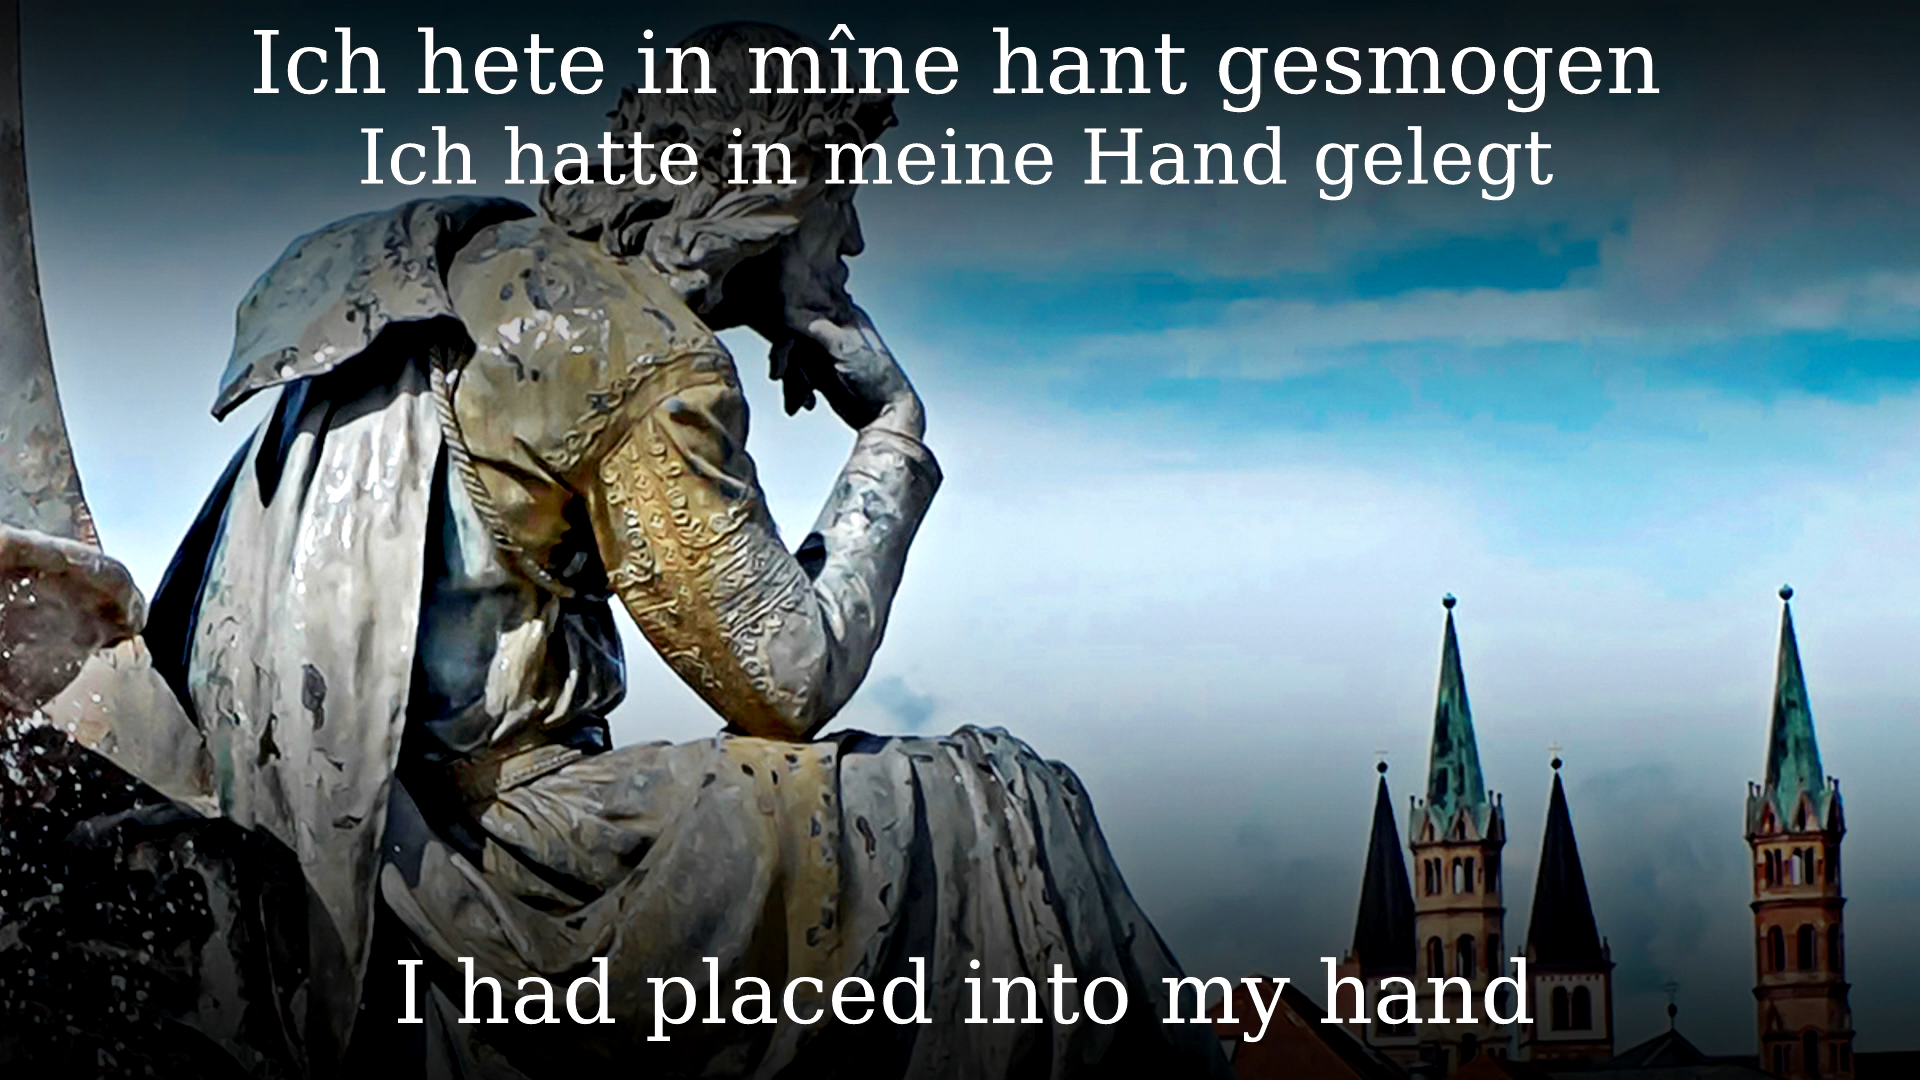 Ich hete in mîne hant gesmogen
Ich hatte in meine Hand gelegt
I had placed into my hand